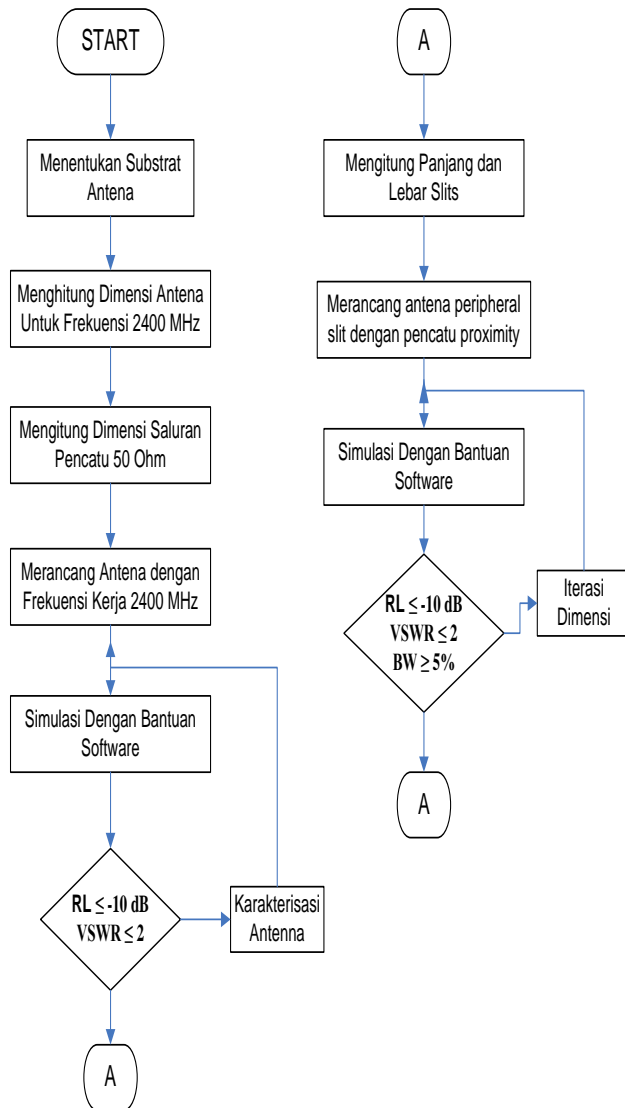 START
Menentukan Substrat
Antena
Menghitung Dimensi Antena
Untuk Frekuensi 2400 MHz
Mengitung Dimensi Saluran
Pencatu 50 Ohm
Merancang Antena dengan
Frekuensi Kerja 2400 MHz
Simulasi Dengan Bantuan
Software
RL ≤ -10 dB
VSWR ≤ 2
Karakterisasi
Antenna
A
A
Mengitung Panjang dan
Lebar Slits
Merancang antena peripheral
slit dengan pencatu proximity
Simulasi Dengan Bantuan
Software
RL ≤ -10 dB
VSWR ≤ 2
BW ≥ 5%
Iterasi
Dimensi
A